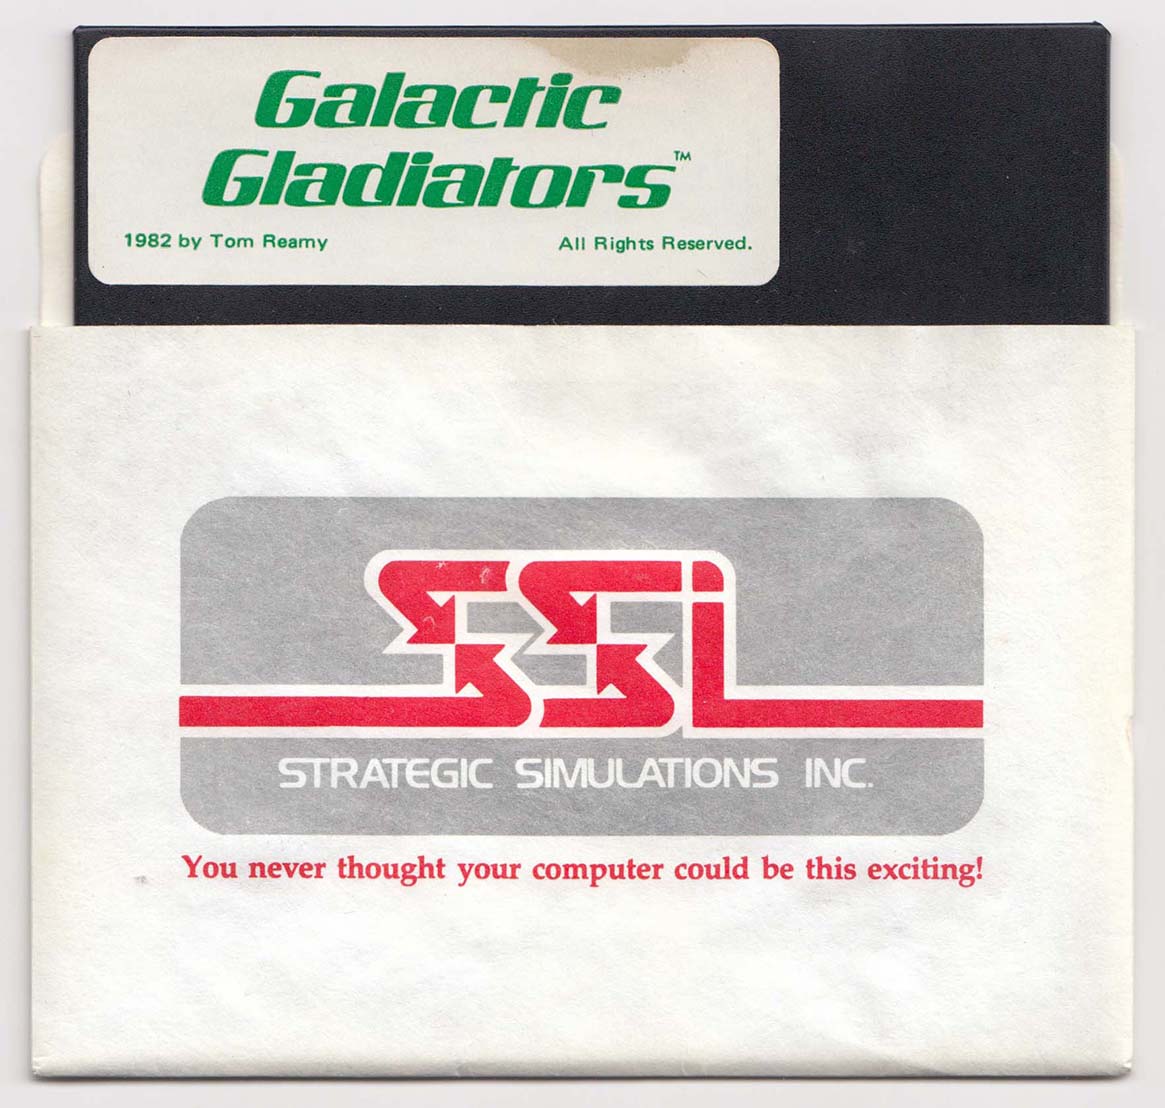 Galactic
Gladiators™
1982 by Tom Reamy
All Rights Reserved.
SSI
STRATEGIC SIMULATIONS INC.
You never thought your computer could be this exciting!